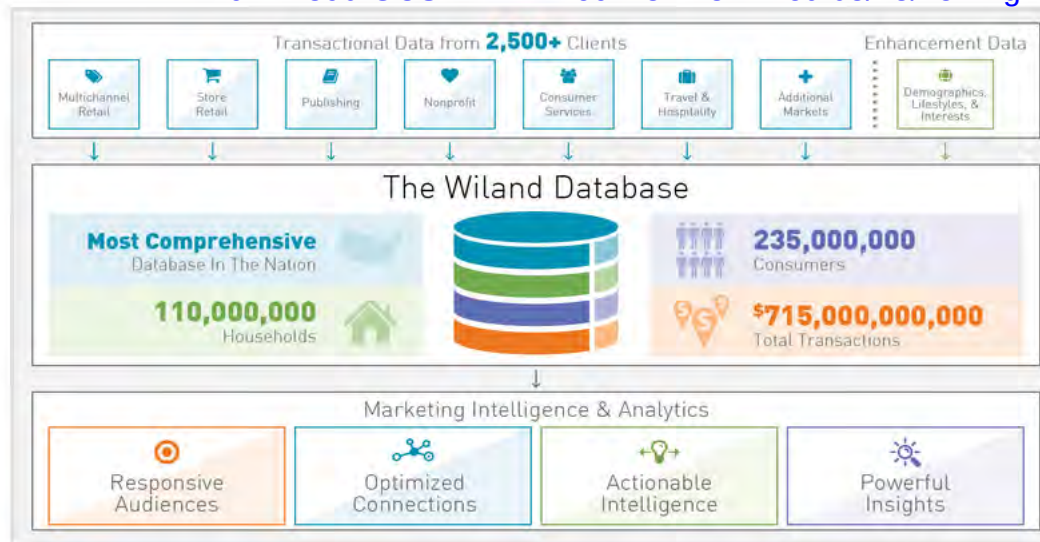 Transactional Data from 2,500+ Clients
Enhancement Data
Multichannel
Retail
Store
Retail
Publishing
Nonprofit
Consumer
Services
Travel &
Hospitality
Additional
Markets
Demographics,
Lifestyles, &
Interests
The Wiland Database
Most Comprehensive
Database In The Nation
110,000,000
Households
235,000,000
Consumers
$715,000,000,000
Total Transactions
Marketing Intelligence & Analytics
Responsive
Audiences
Optimized
Connections
Actionable
Intelligence
Powerful
Insights